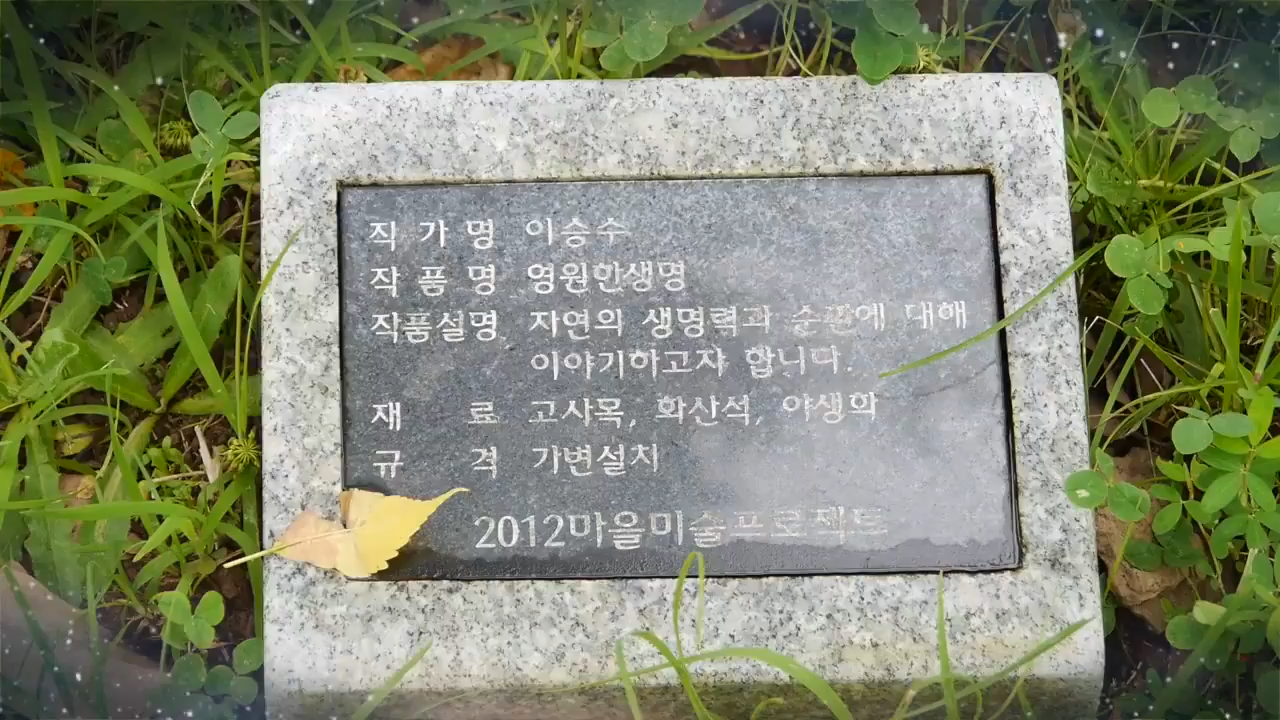 작 가 명 이승수
작 품 명 영원한생명
작품설명 자연의 생명력과 순환에 대해
이야기하고자 합니다.
재 료 고사목, 화산석, 야생화
규 격 가변설치
2012마을미술프로젝트